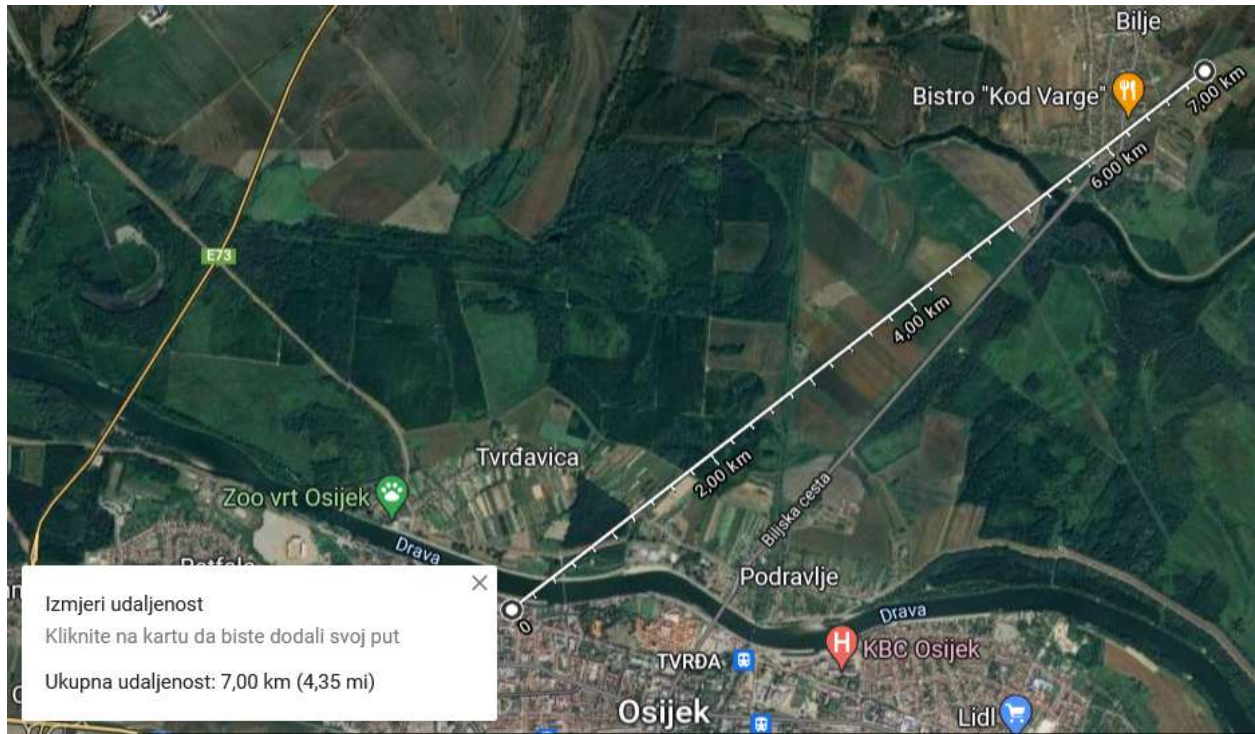 Bilje
Bistro "Kod Varge"
7,00 km
6,00 km
E73
4,00 km
Tvrđavica
2,00 km
Zoo vrt Osijek
Biljska cesta
Drava
Podravlje
Drava
0
KBC Osijek
TVRĐA
Osijek
Lidl
Izmjeri udaljenost
Kliknite na kartu da biste dodali svoj put
Ukupna udaljenost: 7,00 km (4,35 mi)